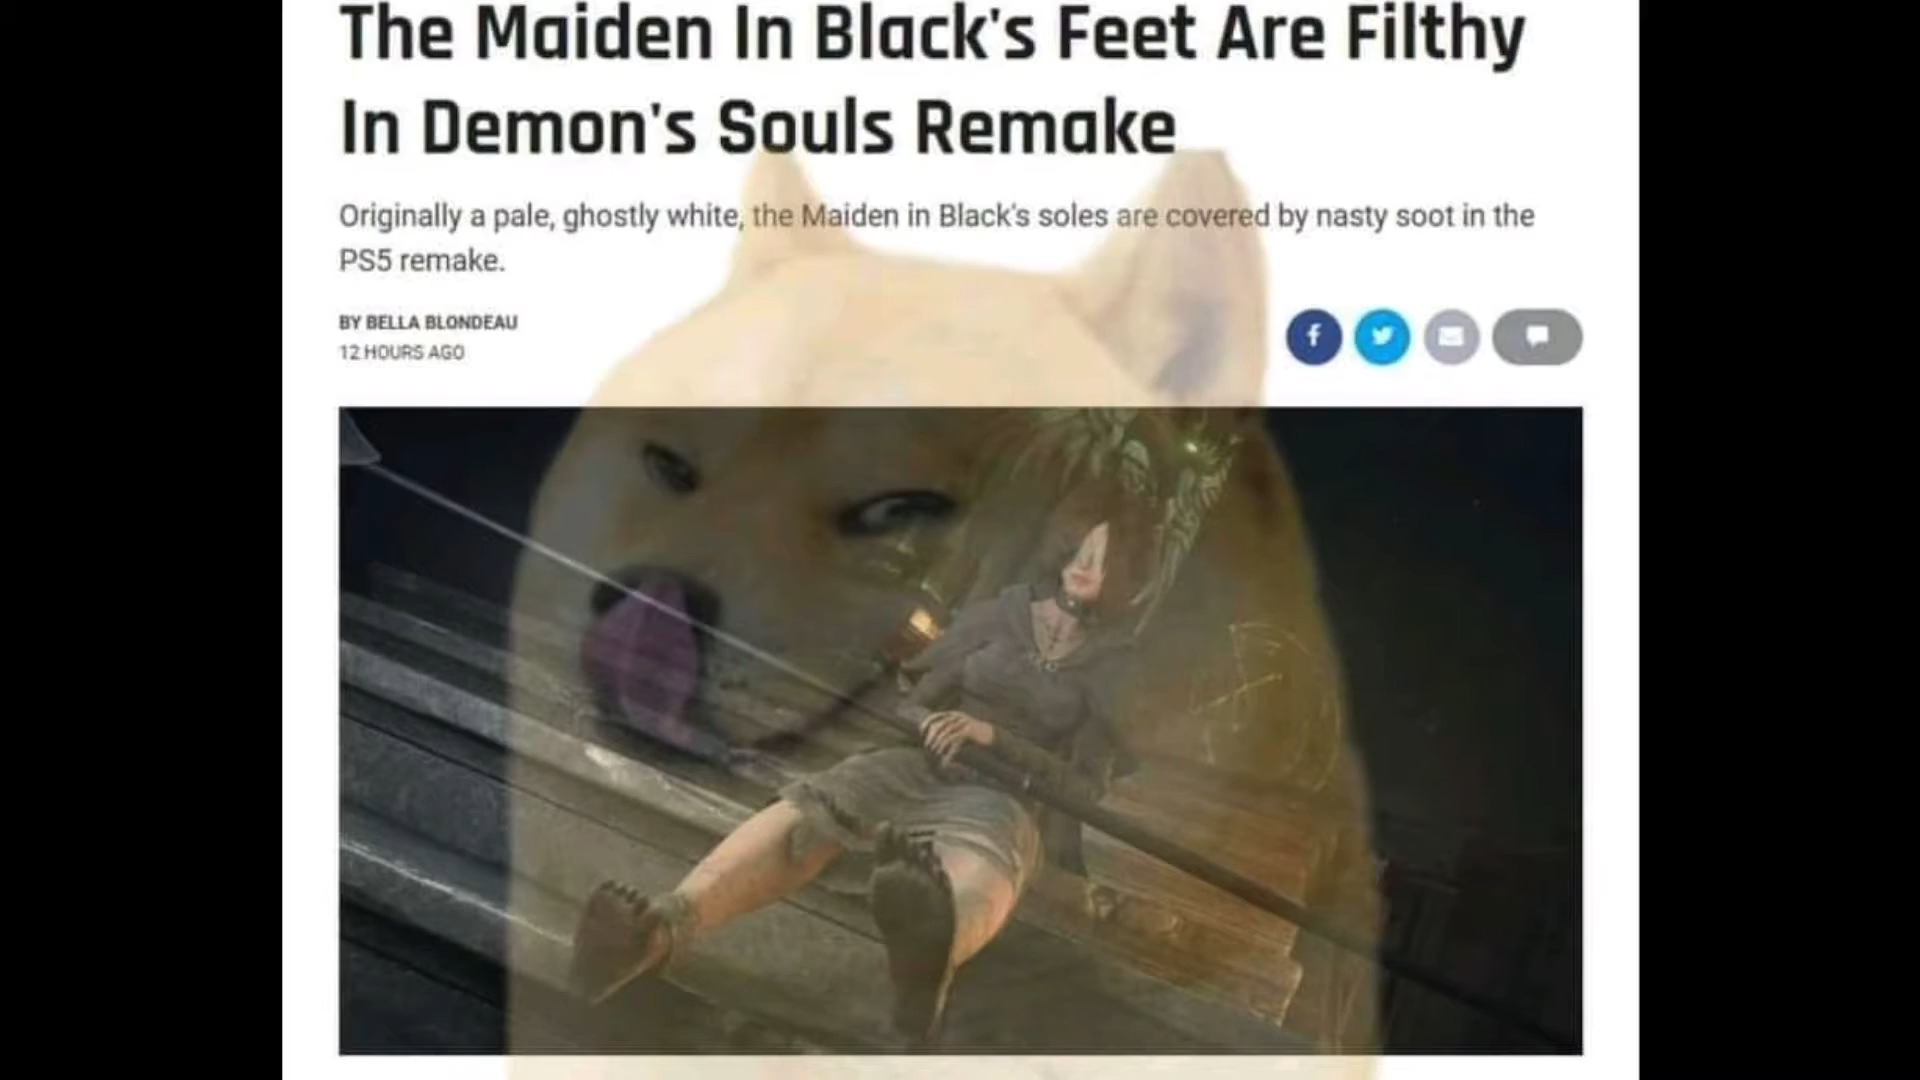 The Maiden In Black's Feet Are Filthy
In Demon's Souls Remake
Originally a pale, ghostly white, the Maiden in Black's soles are covered by nasty soot in the
PS5 remake.
BY BELLA BLONDEAU
12 HOURS AGO